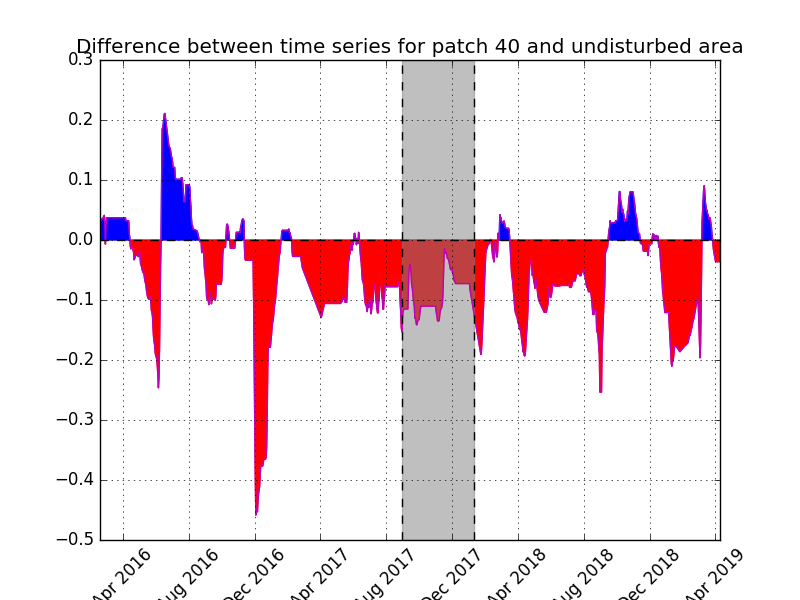 Difference between time series for patch 40 and undisturbed area
0.3
0.2
0.1
0.0
−0.1
−0.2
−0.3
−0.4
−0.5
Apr 2016
Aug 2016
Dec 2016
Apr 2017
Aug 2017
Dec 2017
Apr 2018
Aug 2018
Dec 2018
Apr 2019